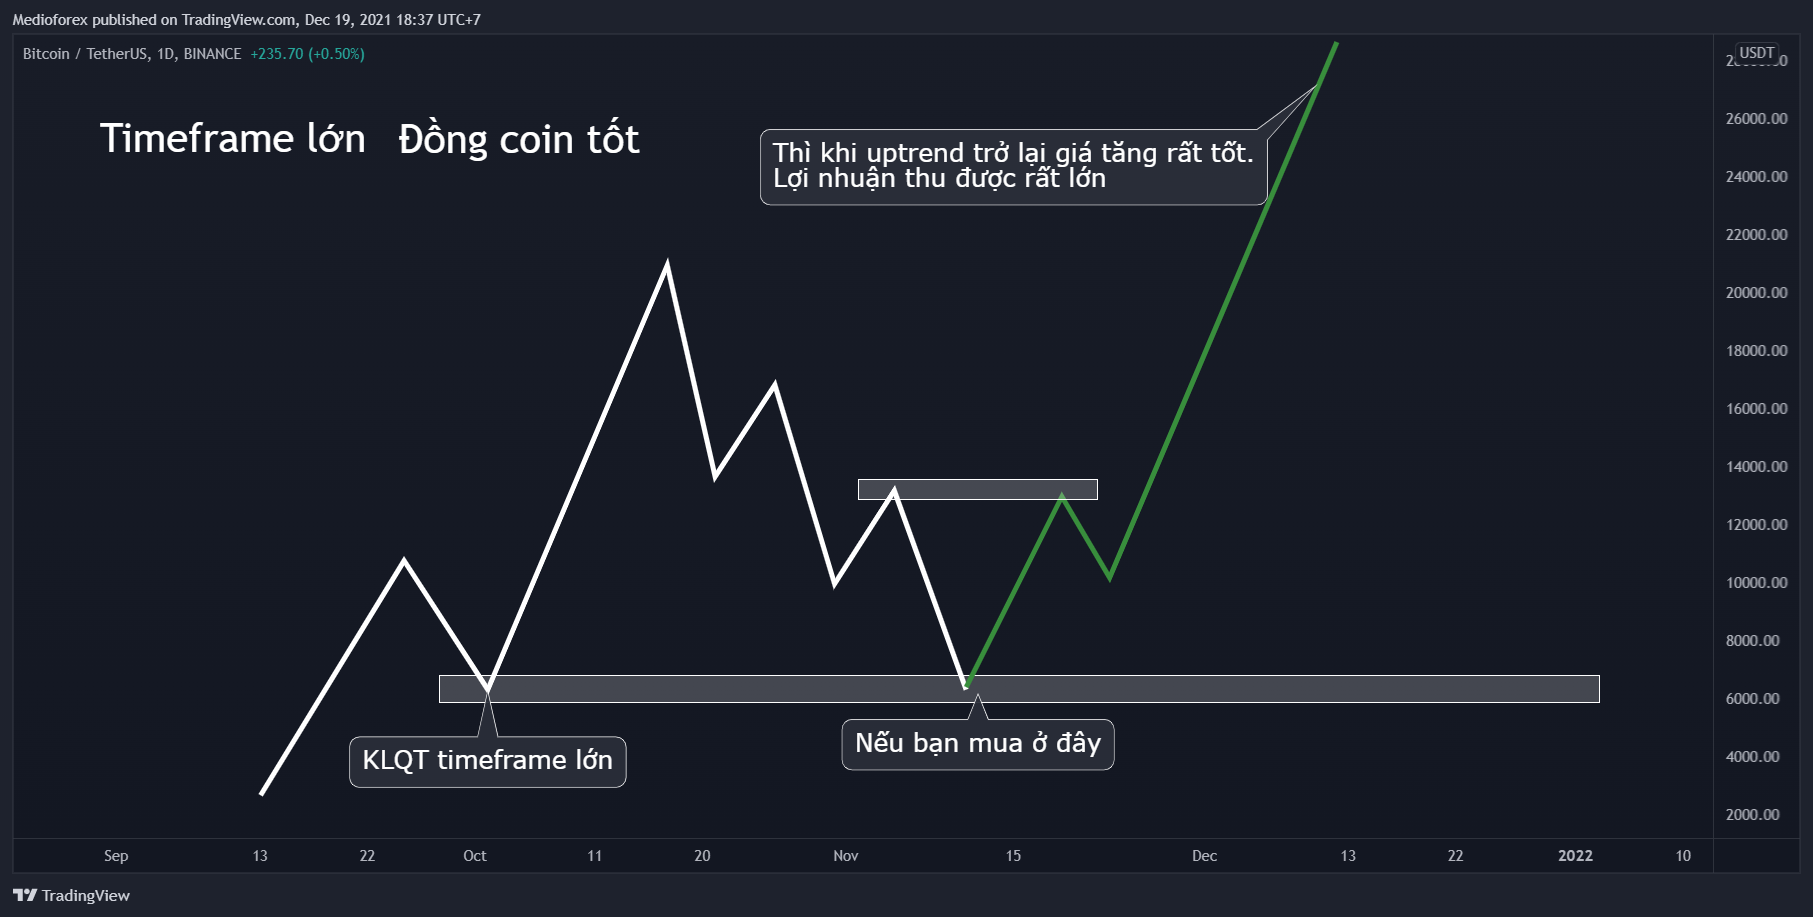 Medioforex published on TradingView.com, Dec 19, 2021 18:37 UTC+7
Bitcoin / TetherUS, 1D, BINANCE +235.70 (+0.50%)
USDT
Timeframe lớn Đồng coin tốt
Thì khi uptrend trở lại giá tăng rất tốt.
Lợi nhuận thu được rất lớn
26000.00
24000.00
22000.00
20000.00
18000.00
16000.00
14000.00
12000.00
10000.00
8000.00
6000.00
4000.00
2000.00
KLQT timeframe lớn
Nếu bạn mua ở đây
Sep 13 22 Oct 11 20 Nov 15 Dec 13 22 2022 10
TradingView